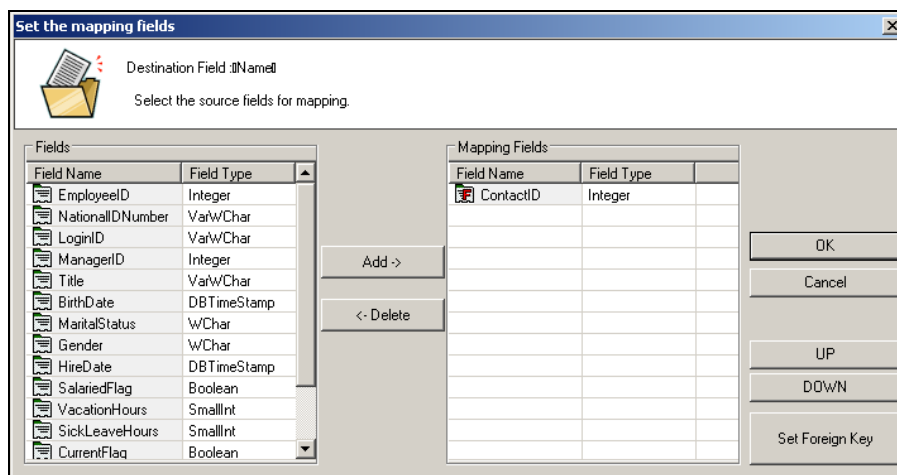 Set the mapping fields
Destination Field :▯Name▯
Select the source fields for mapping.
Fields
Field Name Field Type
EmployeeID Integer
NationalIDNumber VarWChar
LoginID VarWChar
ManagerID Integer
Title VarWChar
BirthDate DBTimeStamp
MaritalStatus WChar
Gender WChar
HireDate DBTimeStamp
SalariedFlag Boolean
VacationHours SmallInt
SickLeaveHours SmallInt
CurrentFlag Boolean
Add ->
<- Delete
Mapping Fields
Field Name Field Type
ContactID Integer
OK
Cancel
UP
DOWN
Set Foreign Key